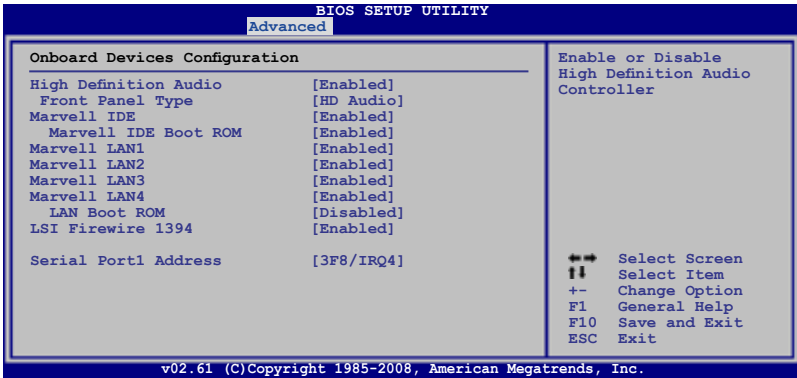 BIOS SETUP UTILITY
Advanced
Onboard Devices Configuration
High Definition Audio [Enabled]
Front Panel Type [HD Audio]
Marvell IDE [Enabled]
Marvell IDE Boot ROM [Enabled]
Marvell LAN1 [Enabled]
Marvell LAN2 [Enabled]
Marvell LAN3 [Enabled]
Marvell LAN4 [Enabled]
LAN Boot ROM [Disabled]
LSI Firewire 1394 [Enabled]
Serial Port1 Address [3F8/IRQ4]
Enable or Disable
High Definition Audio
Controller
←→ Select Screen
↑↓ Select Item
+- Change Option
F1 General Help
F10 Save and Exit
ESC Exit
v02.61 (C)Copyright 1985-2008, American Megatrends, Inc.